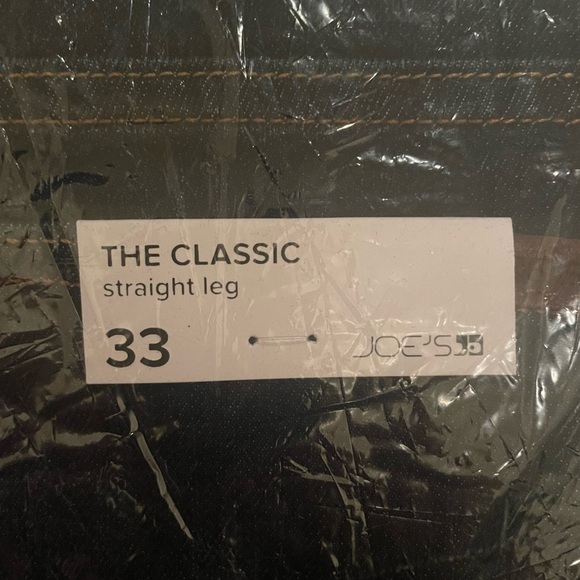 THE CLASSIC
straight leg
33
JOE'S